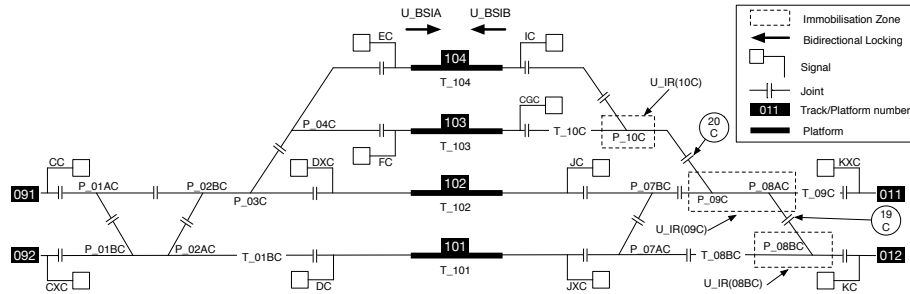 U_BSIA U_BSIB
EC IC
104
T_104
U_IR(10C)
CGC
103
P_04C T_10C P_10C
FC T_103
20
C
CC DXC JC KXC
091 P_01AC P_02BC 102 P_07BC P_08AC T_09C 011
P_03C T_102 P_09C
U_IR(09C)
19
C
P_01BC P_02AC 101 P_07AC P_08BC
092 T_01BC T_101 T_08BC 012
CXC DC JXC U_IR(08BC) KC
Immobilisation Zone
Bidirectional Locking
Signal
Joint
011 Track/Platform number
Platform